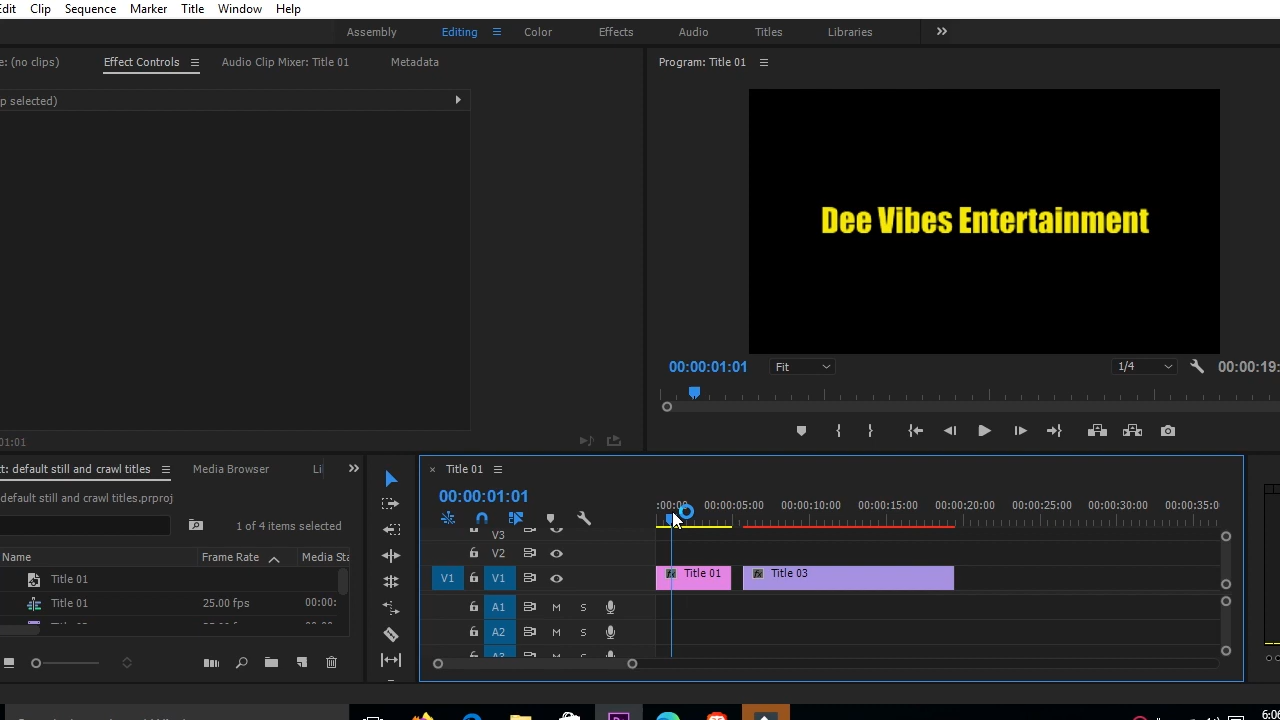 Edit Clip Sequence Marker Title Window Help
Assembly Editing Color Effects Audio Titles Libraries
e: (no clips) Effect Controls Audio Clip Mixer: Title 01 Metadata
Program: Title 01
p selected)
Dee Vibes Entertainment
00:00:01:01 Fit 1/4 00:00:19:
01:01
ct: default still and crawl titles Media Browser Li
default still and crawl titles.prproj
1 of 4 items selected
Name Frame Rate Media Sta
Title 01
Title 01 25.00 fps 00:00:
Title 01
00:00:01:01
:00:00 00:00:05:00 00:00:10:00 00:00:15:00 00:00:20:00 00:00:25:00 00:00:30:00 00:00:35:0
V3
V2
V1 V1 Title 01 Title 03
A1 M S
A2 M S
A3 M S
6:06